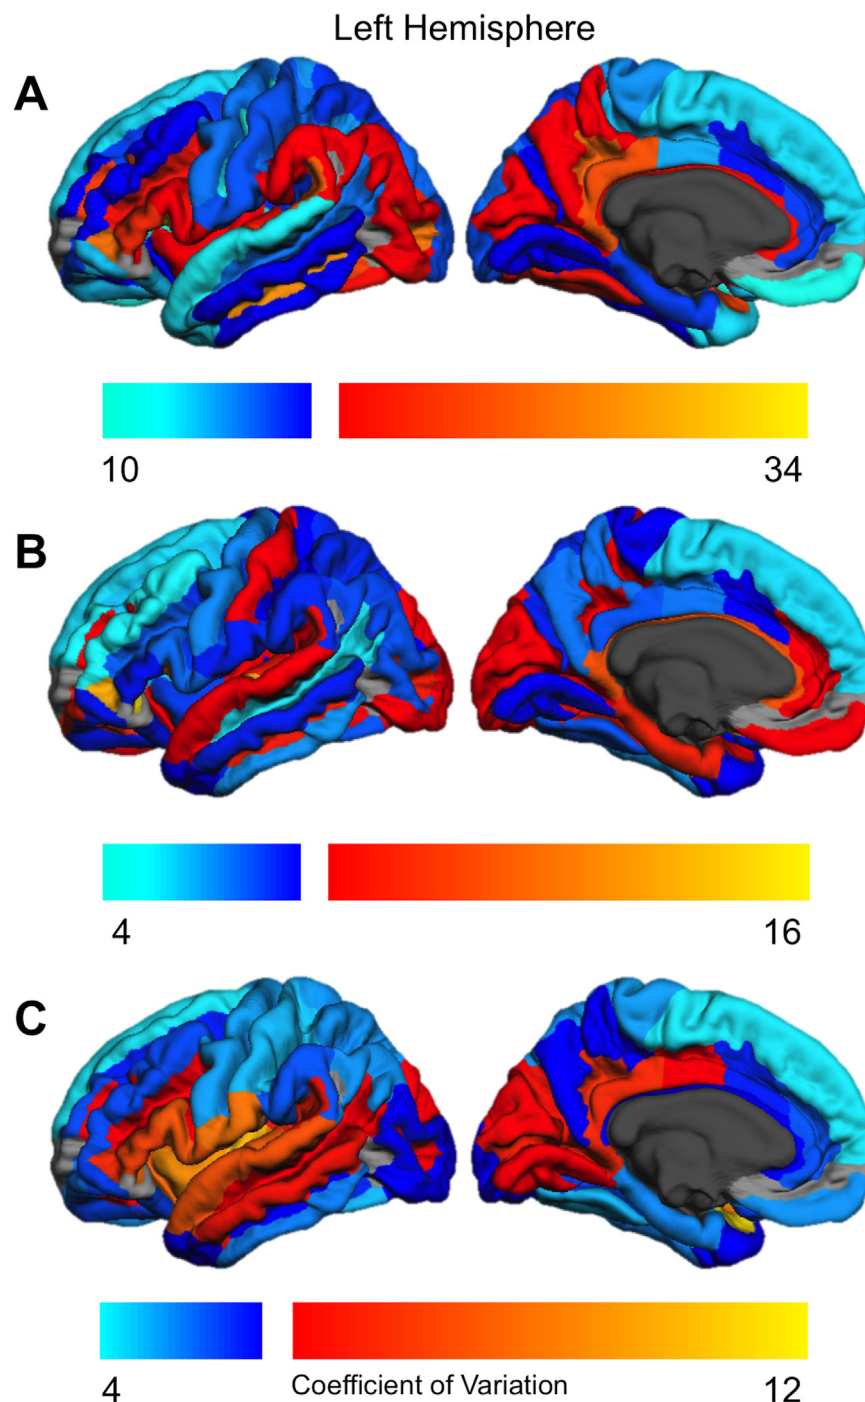 Left Hemisphere
A
10 34
B
4 16
C
4 Coefficient of Variation 12